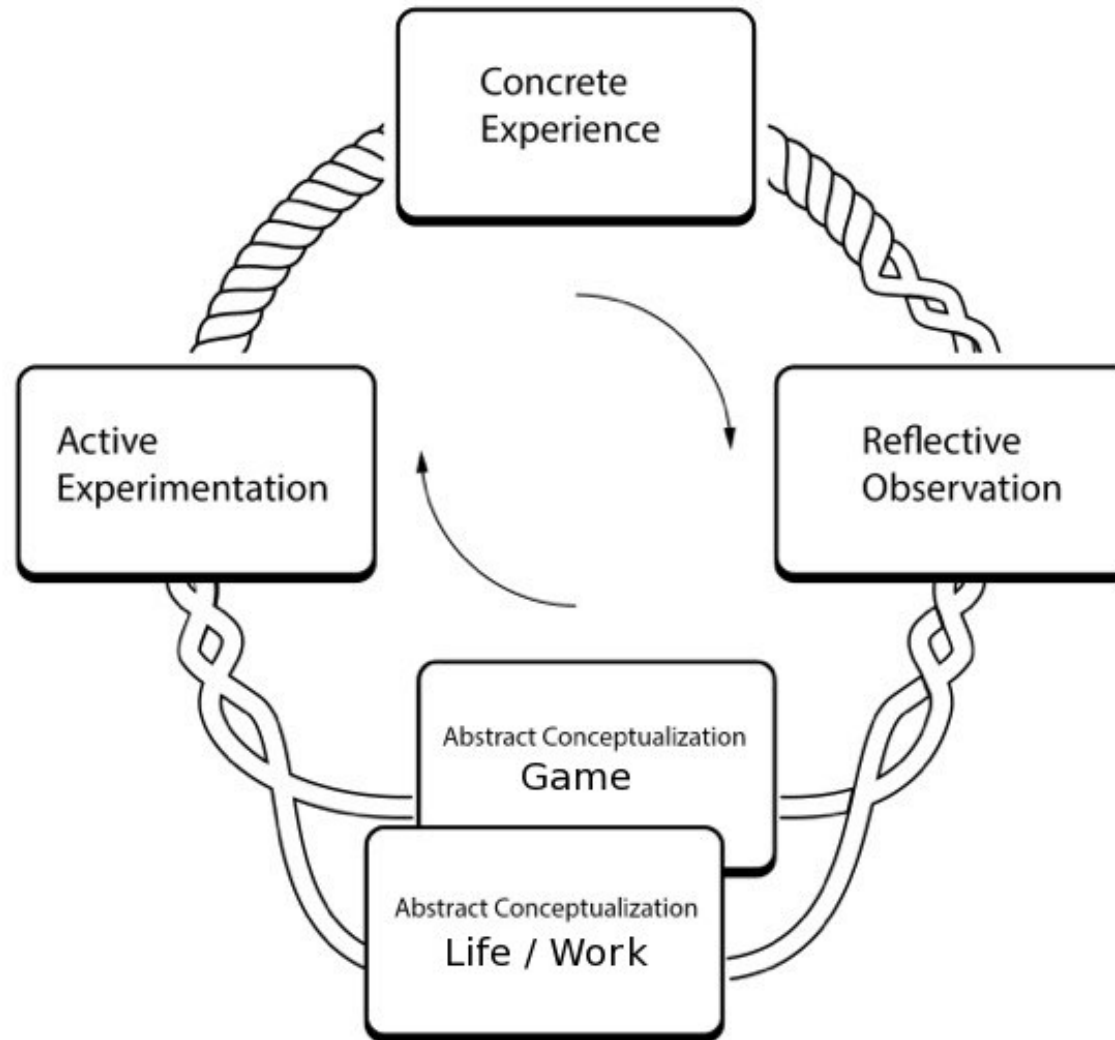 Concrete
Experience
Active
Experimentation
Reflective
Observation
Abstract Conceptualization
Game
Abstract Conceptualization
Life / Work